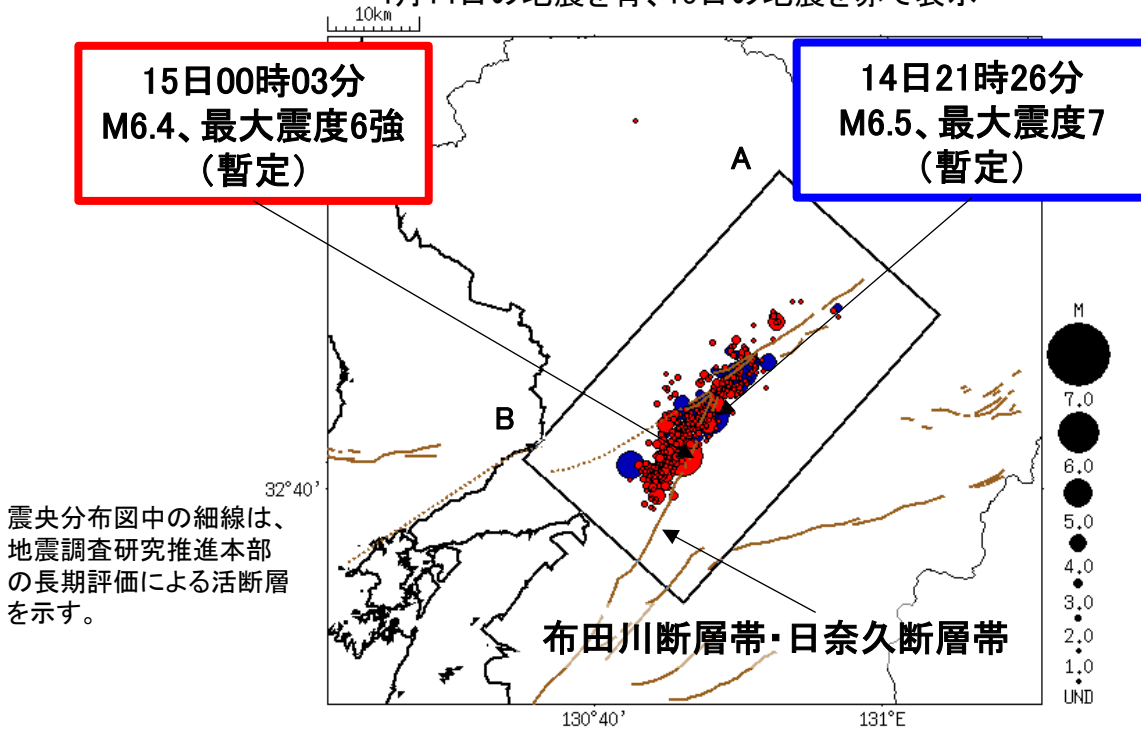 10km
15日00時03分
M6.4、最大震度6強
(暫定)
14日21時26分
M6.5、最大震度7
(暫定)
A
B
32°40'
震央分布図中の細線は、
地震調査研究推進本部
の長期評価による活断層
を示す。
布田川断層帯・日奈久断層帯
130°40'
131°E
M
7.0
6.0
5.0
4.0
3.0
2.0
1.0
UND